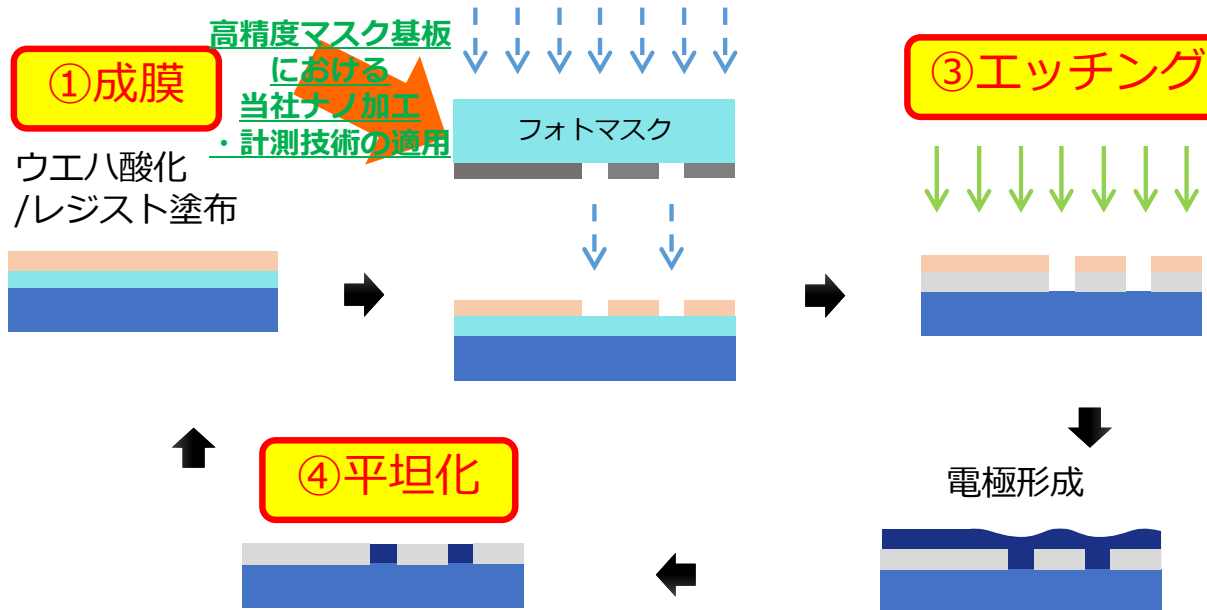 ①成膜
ウエハ酸化
/レジスト塗布
高精度マスク基板
における
当社ナノ加工
・計測技術の適用
フォトマスク
③エッチング
電極形成
④平坦化